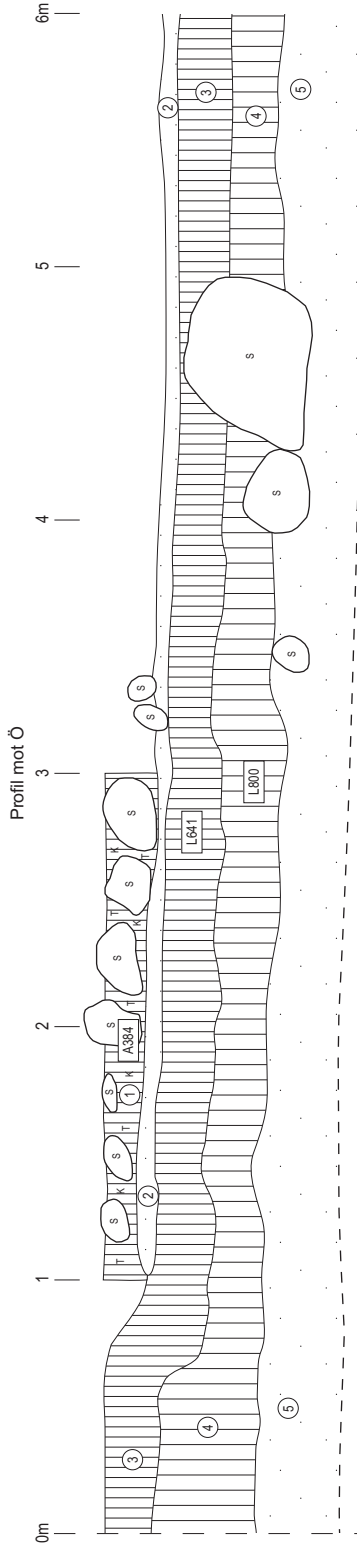 Profil mot Ö
0m 1 2 3 4 5 6m
S S S S S S S
T K T K T K T T K
1 A384
S S
2 2
3 L641 3
4 L800 4
S S S
5 5